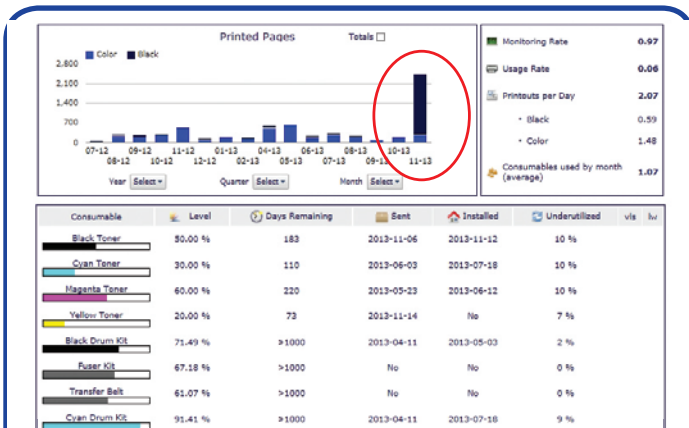 Printed Pages
Totals
Color Black
2.800
2.100
1.400
700
0
07-12 09-12 11-12 01-13 04-13 06-13 08-13 10-13
08-12 10-12 12-12 02-13 05-13 07-13 09-13 11-13
Year Select Quarter Select Month Select
Monitoring Rate 0.97
Usage Rate 0.06
Printouts per Day 2.07
• Black 0.59
• Color 1.48
Consumables used by month 1.07
(average)
Consumable Level Days Remaining Sent Installed Underutilized vis lw
Black Toner 50.00 % 183 2013-11-06 2013-11-12 10 %
Cyan Toner 30.00 % 110 2013-06-03 2013-07-18 10 %
Magenta Toner 60.00 % 220 2013-05-23 2013-06-12 10 %
Yellow Toner 20.00 % 73 2013-11-14 No 7 %
Black Drum Kit 71.49 % >1000 2013-04-11 2013-05-03 2 %
Fuser Kit 67.18 % >1000 No No 0 %
Transfer Belt 61.07 % >1000 No No 0 %
Cyan Drum Kit 91.41 % >1000 2013-04-11 2013-07-18 9 %